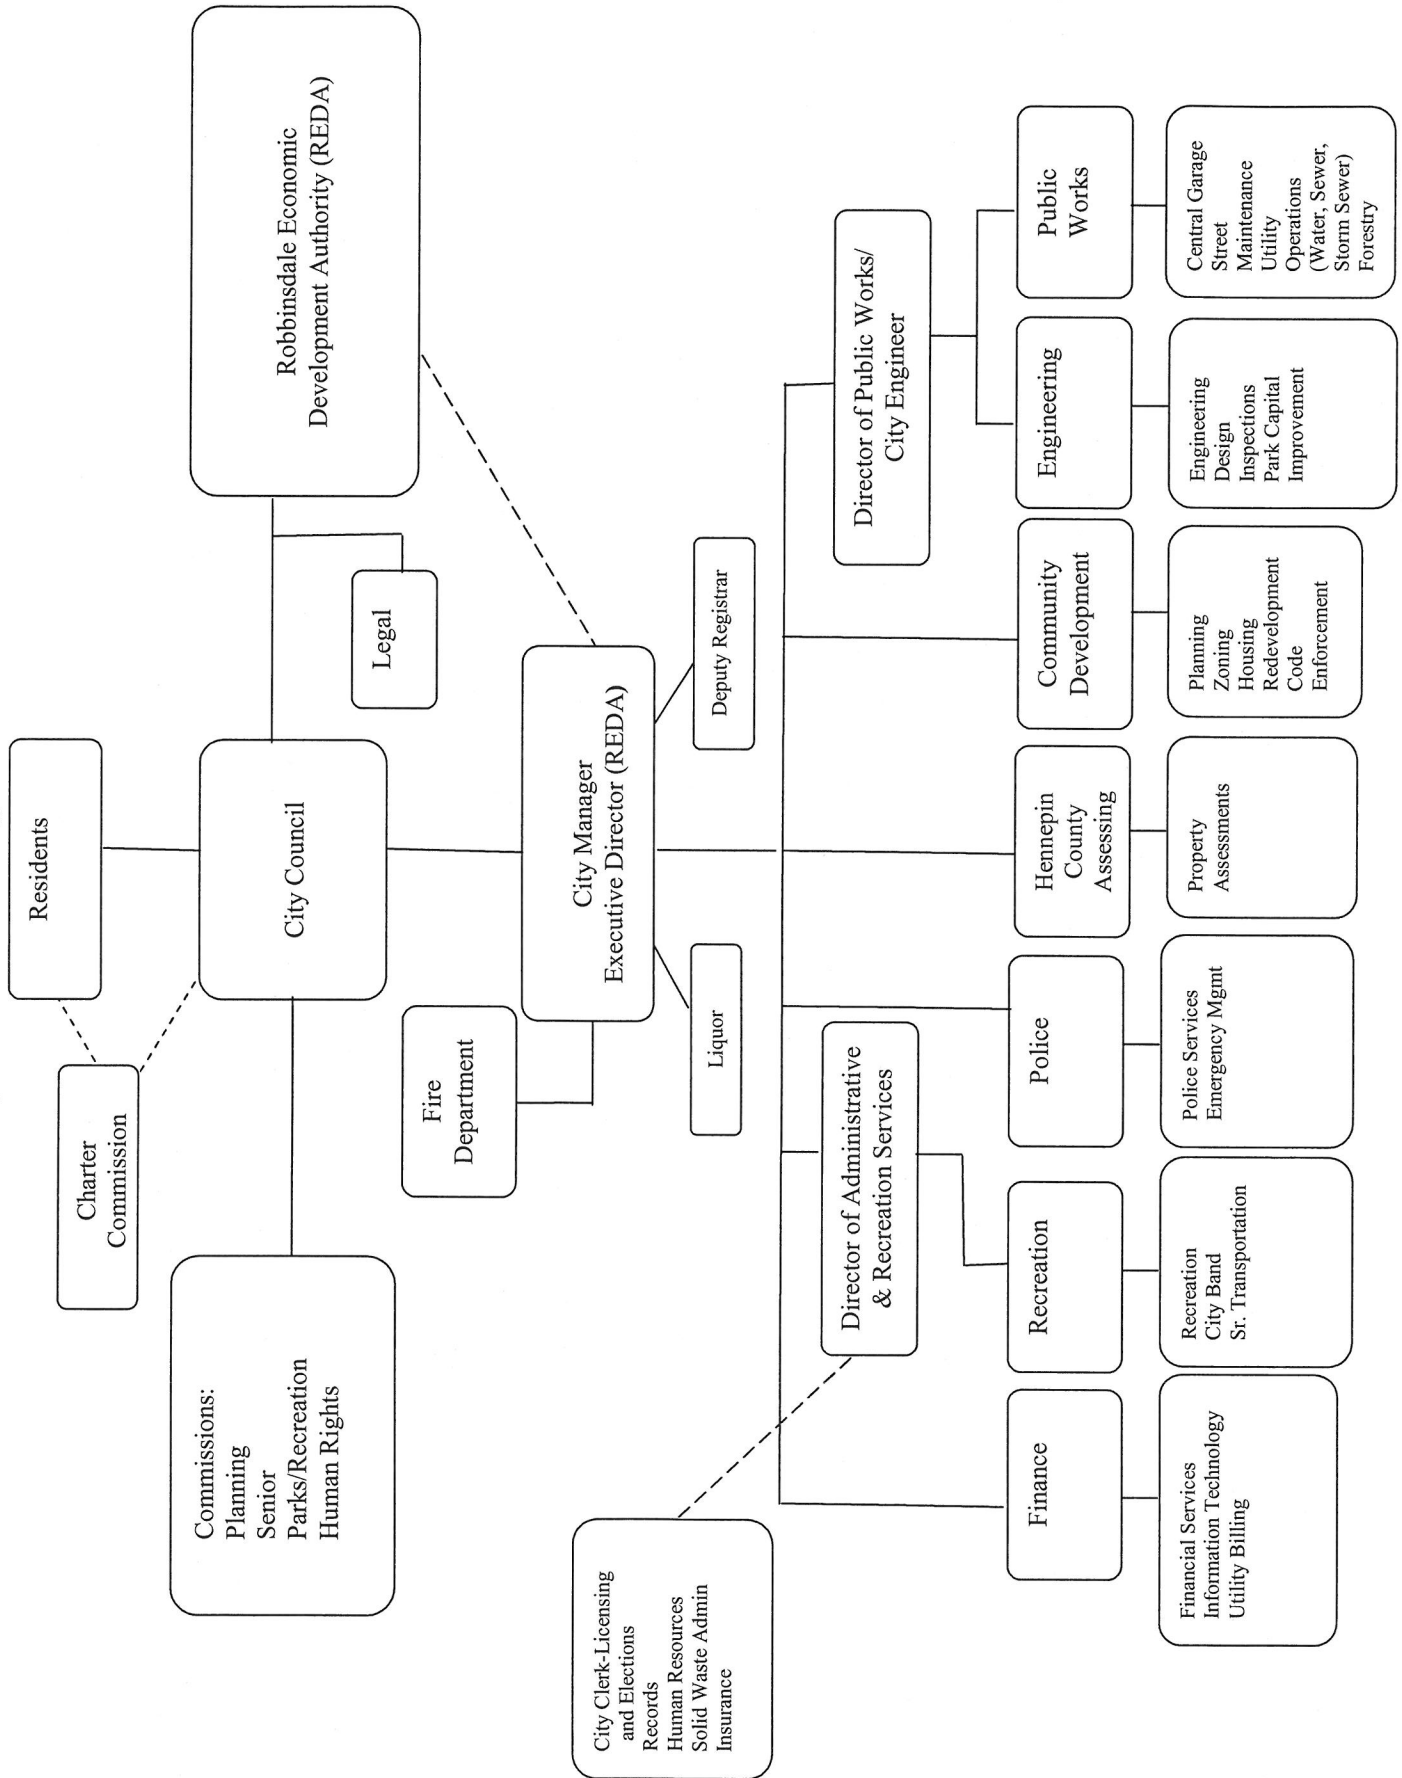 Residents
Charter
Commission
Commissions:
Planning
Senior
Parks/Recreation
Human Rights
City Council
Robbinsdale Economic
Development Authority (REDA)
Legal
Fire
Department
City Manager
Executive Director (REDA)
Liquor
Deputy Registrar
City Clerk-Licensing
and Elections
Records
Human Resources
Solid Waste Admin
Insurance
Director of Administrative
& Recreation Services
Director of Public Works/
City Engineer
Finance
Recreation
Police
Hennepin
County
Assessing
Community
Development
Engineering
Public
Works
Financial Services
Information Technology
Utility Billing
Recreation
City Band
Sr. Transportation
Police Services
Emergency Mgmt
Property
Assessments
Planning
Zoning
Housing
Redevelopment
Code
Enforcement
Engineering
Design
Inspections
Park Capital
Improvement
Central Garage
Street
Maintenance
Utility
Operations
(Water, Sewer,
Storm Sewer)
Forestry